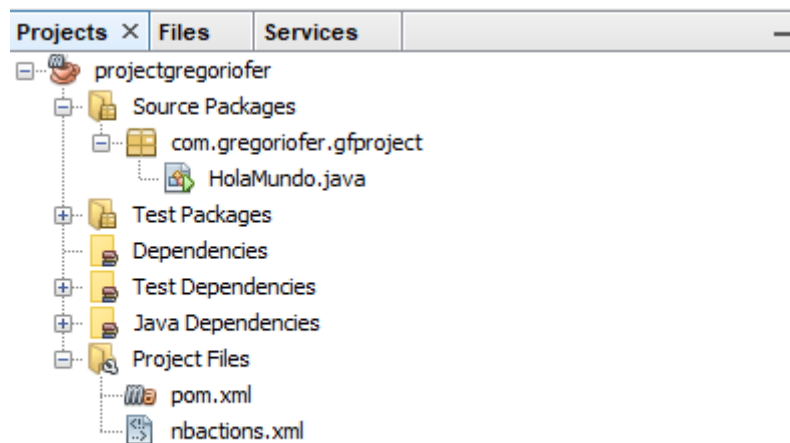 Projects Files Services
projectgregoriofer
Source Packages
com.gregoriofer.gfproject
HolaMundo.java
Test Packages
Dependencies
Test Dependencies
Java Dependencies
Project Files
pom.xml
nbactions.xml